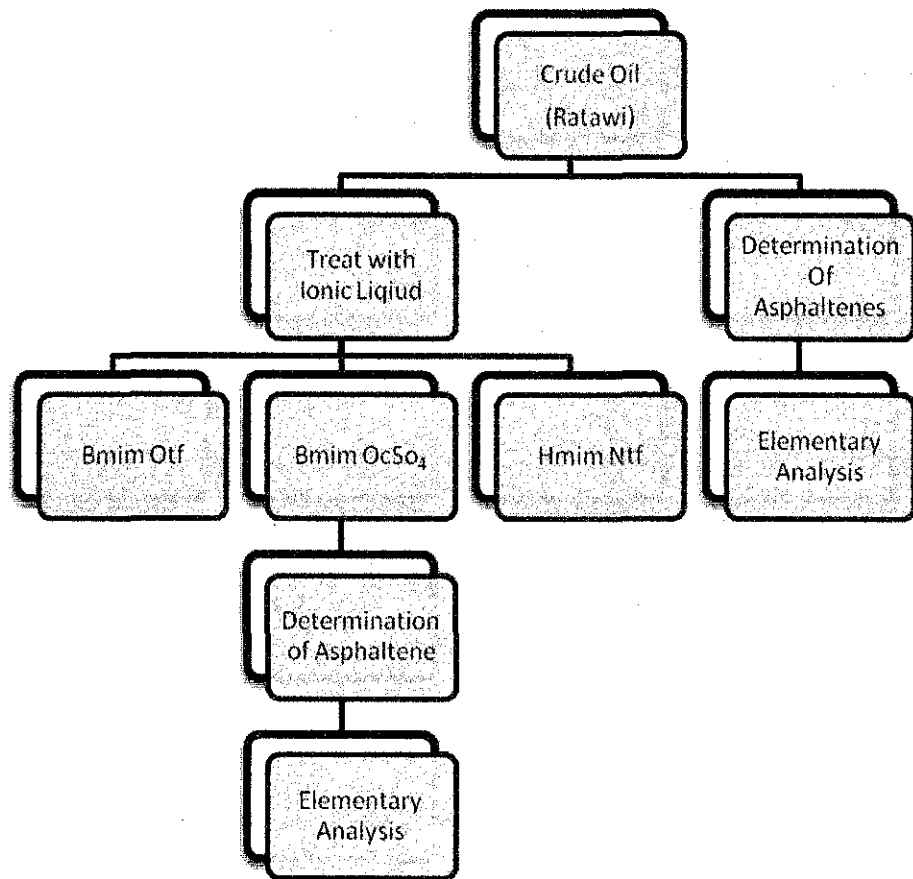 Crude Oil
(Ratawi)
Treat with
Ionic Liqiud
Determination
Of
Asphaltenes
Bmim Otf
Bmim OcSo₄
Hmim Ntf
Elementary
Analysis
Determination
of Asphaltene
Elementary
Analysis